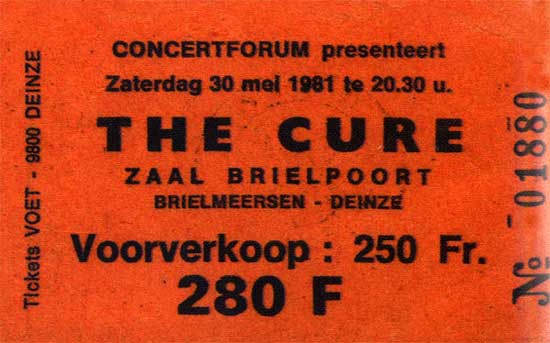 CONCERTFORUM presenteert
Zaterdag 30 mei 1981 te 20.30 u.
THE CURE
ZAAL BRIELPOORT
BRIELMEERSEN - DEINZE
Voorverkoop : 250 Fr.
280 F
Tickets VOET - 9800 DEINZE
No - 01880